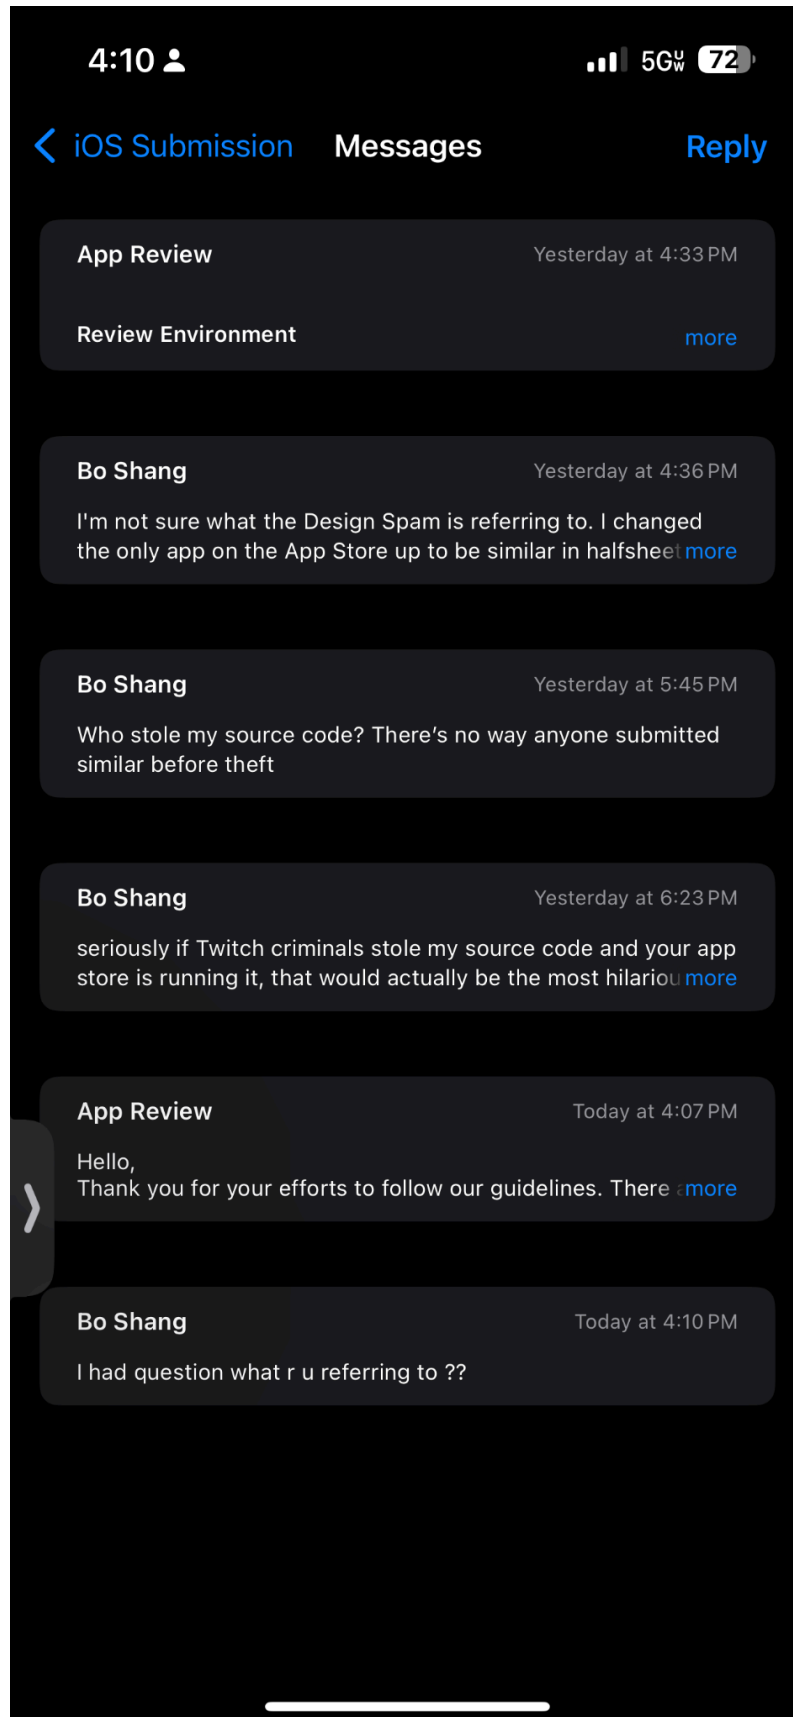 4:10
5G UW 72
iOS Submission Messages Reply
App Review Yesterday at 4:33 PM
Review Environment more
Bo Shang Yesterday at 4:36 PM
I'm not sure what the Design Spam is referring to. I changed
the only app on the App Store up to be similar in halfsheet more
Bo Shang Yesterday at 5:45 PM
Who stole my source code? There’s no way anyone submitted
similar before theft
Bo Shang Yesterday at 6:23 PM
seriously if Twitch criminals stole my source code and your app
store is running it, that would actually be the most hilariou more
App Review Today at 4:07 PM
Hello,
Thank you for your efforts to follow our guidelines. There a more
Bo Shang Today at 4:10 PM
I had question what r u referring to ??